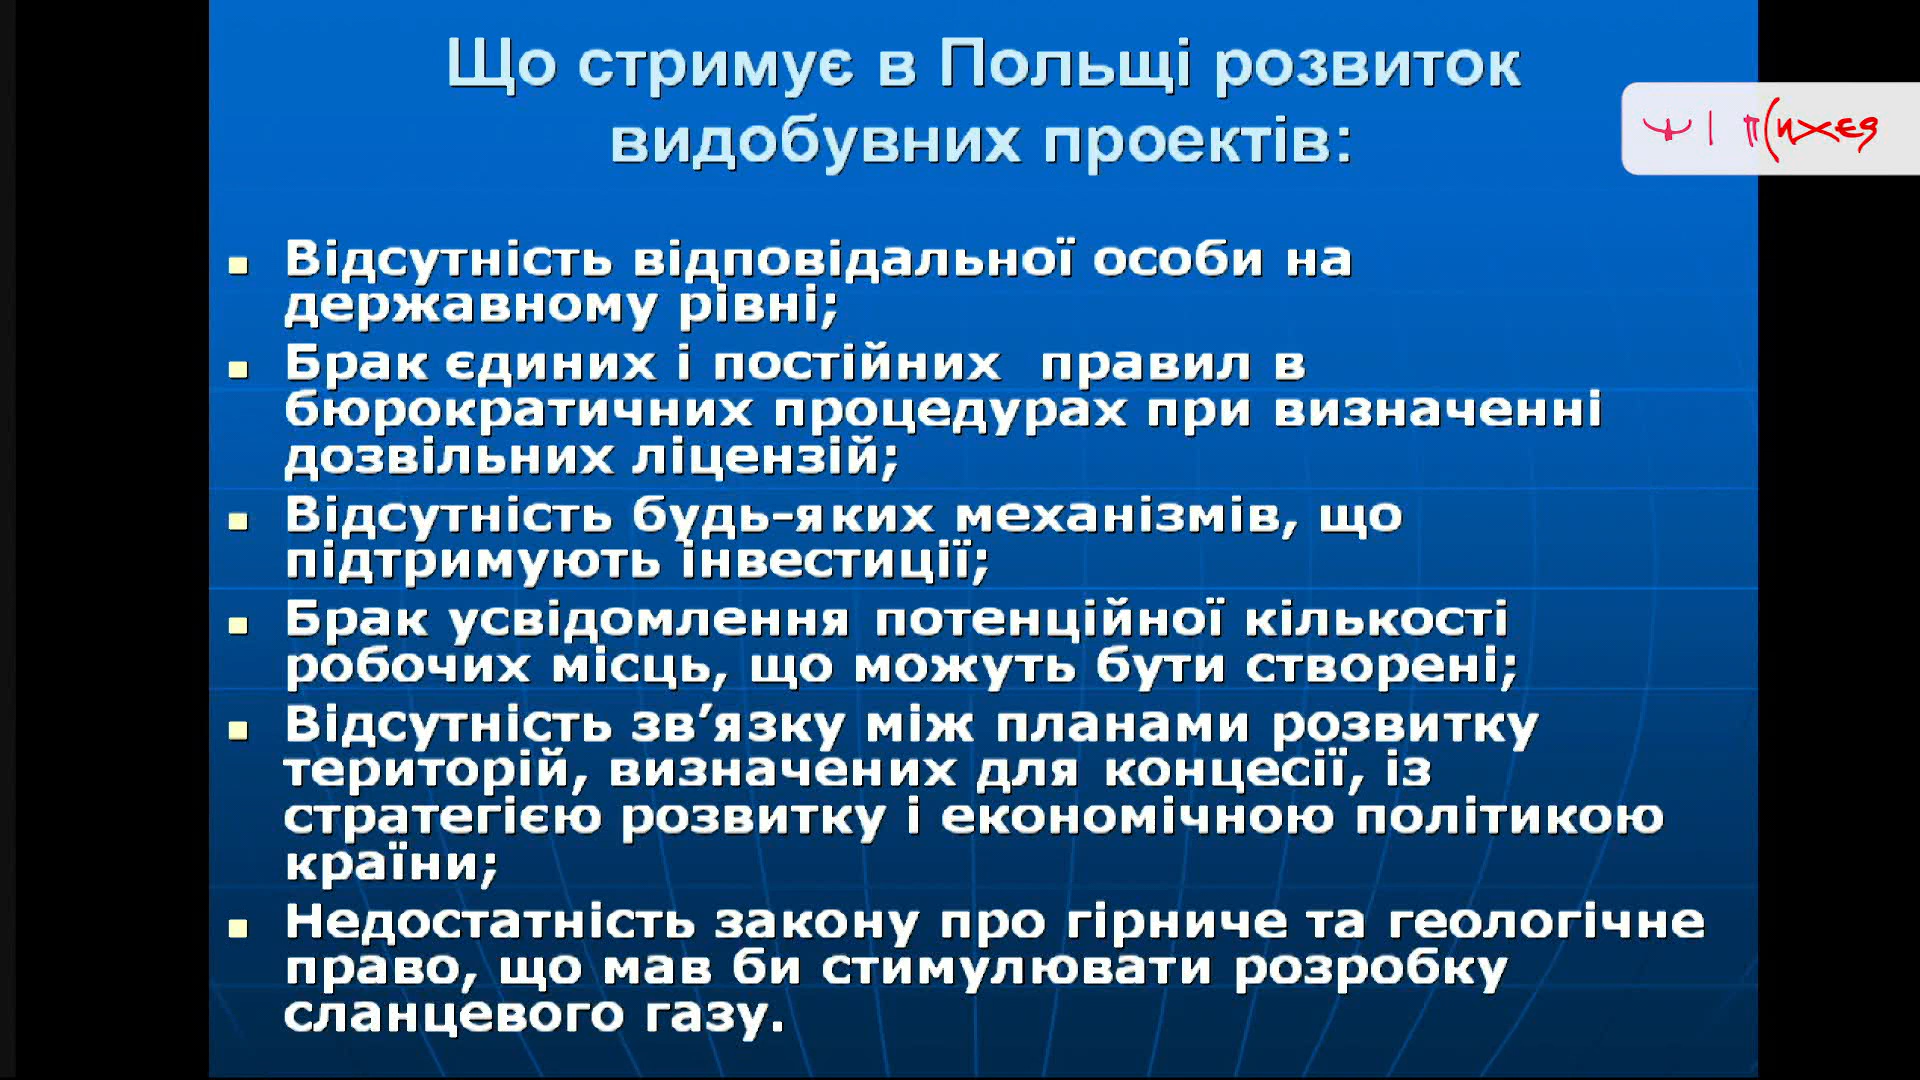 Що стримує в Польщі розвиток
видобувних проектів:
Ψ | П(ИХЕЯ
Відсутність відповідальної особи на
державному рівні;
Брак єдиних і постійних правил в
бюрократичних процедурах при визначенні
дозвільних ліцензій;
Відсутність будь-яких механізмів, що
підтримують інвестиції;
Брак усвідомлення потенційної кількості
робочих місць, що можуть бути створені;
Відсутність зв’язку між планами розвитку
територій, визначених для концесії, із
стратегією розвитку і економічною політикою
країни;
Недостатність закону про гірниче та геологічне
право, що мав би стимулювати розробку
сланцевого газу.